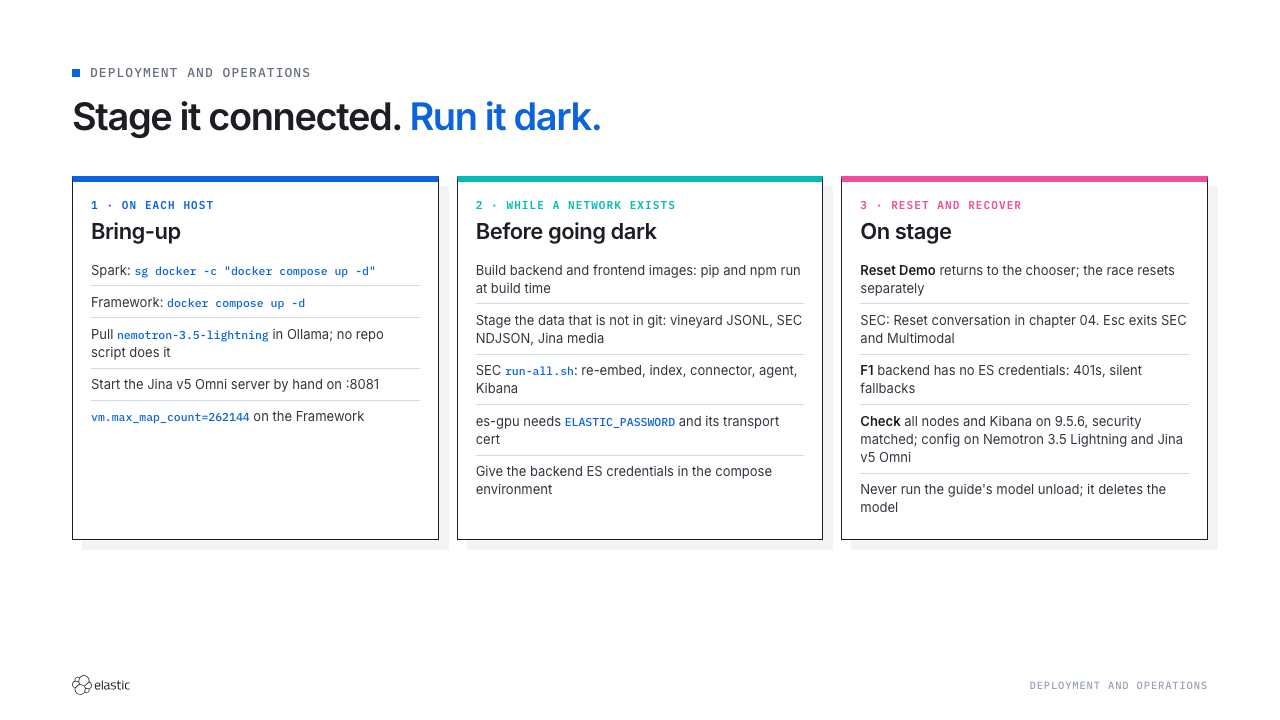 DEPLOYMENT AND OPERATIONS
Stage it connected. Run it dark.
1 · ON EACH HOST
Bring-up
Spark: sg docker -c "docker compose up -d"
Framework: docker compose up -d
Pull nemotron-3.5-lightning in Ollama; no repo
script does it
Start the Jina v5 Omni server by hand on :8081
vm.max_map_count=262144 on the Framework
2 · WHILE A NETWORK EXISTS
Before going dark
Build backend and frontend images: pip and npm run
at build time
Stage the data that is not in git: vineyard JSONL, SEC
NDJSON, Jina media
SEC run-all.sh: re-embed, index, connector, agent,
Kibana
es-gpu needs ELASTIC_PASSWORD and its transport
cert
Give the backend ES credentials in the compose
environment
3 · RESET AND RECOVER
On stage
Reset Demo returns to the chooser; the race resets
separately
SEC: Reset conversation in chapter 04. Esc exits SEC
and Multimodal
F1 backend has no ES credentials: 401s, silent
fallbacks
Check all nodes and Kibana on 9.5.6, security
matched; config on Nemotron 3.5 Lightning and Jina
v5 Omni
Never run the guide's model unload; it deletes the
model
elastic
DEPLOYMENT AND OPERATIONS